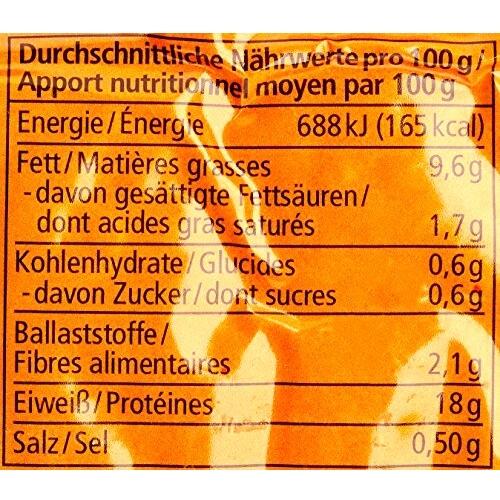 Durchschnittliche Nährwerte pro 100 g/
Apport nutritionnel moyen par 100 g
Energie/Énergie 688 kJ (165 kcal)
Fett/Matières grasses 9,6 g
- davon gesättigte Fettsäuren/
dont acides gras saturés 1,7 g
Kohlenhydrate/Glucides 0,6 g
- davon Zucker/dont sucres 0,6 g
Ballaststoffe/
Fibres alimentaires 2,1 g
Eiweiß/Protéines 18 g
Salz/Sel 0,50 g